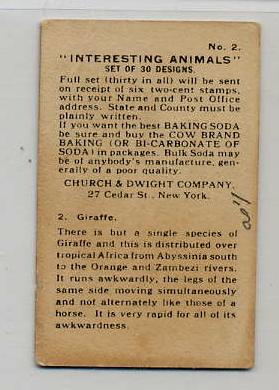 No. 2.
"INTERESTING ANIMALS"
SET OF 30 DESIGNS.
Full set (thirty in all) will be sent
on receipt of six two-cent stamps,
with your Name and Post Office
address. State and County must be
plainly written.
If you want the best BAKING SODA
be sure and buy the COW BRAND
BAKING (OR BI-CARBONATE OF
SODA) in packages. Bulk Soda may
be of anybody's manufacture, gen-
erally of a poor quality.
CHURCH & DWIGHT COMPANY,
27 Cedar St., New York.
2. Giraffe.
There is but a single species of
Giraffe and this is distributed over
tropical Africa from Abyssinia south
to the Orange and Zambezi rivers.
It runs awkwardly, the legs of the
same side moving simultaneously
and not alternately like those of a
horse. It is very rapid for all of its
awkwardness.